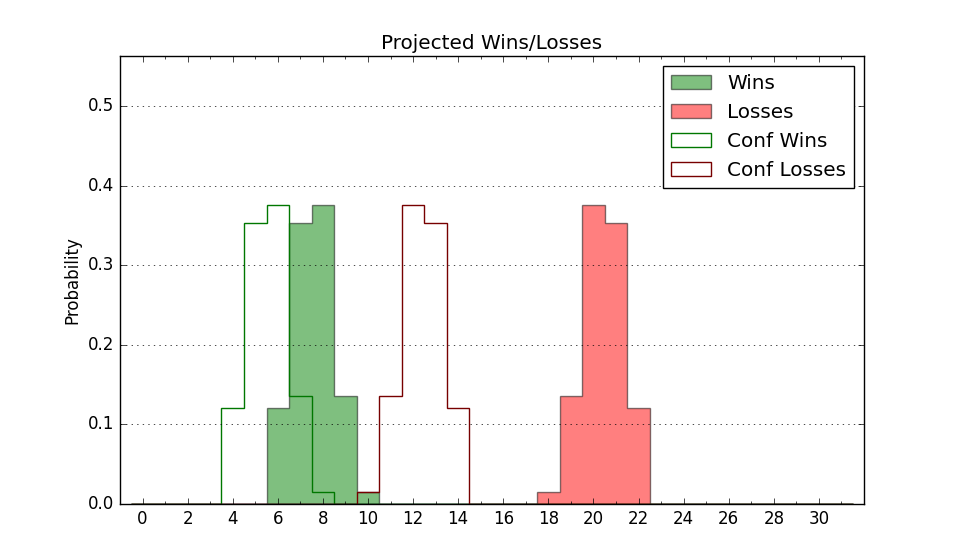 Projected Wins/Losses
Wins
Losses
Conf Wins
Conf Losses
Probability
0.5
0.4
0.3
0.2
0.1
0.0
0 2 4 6 8 10 12 14 16 18 20 22 24 26 28 30